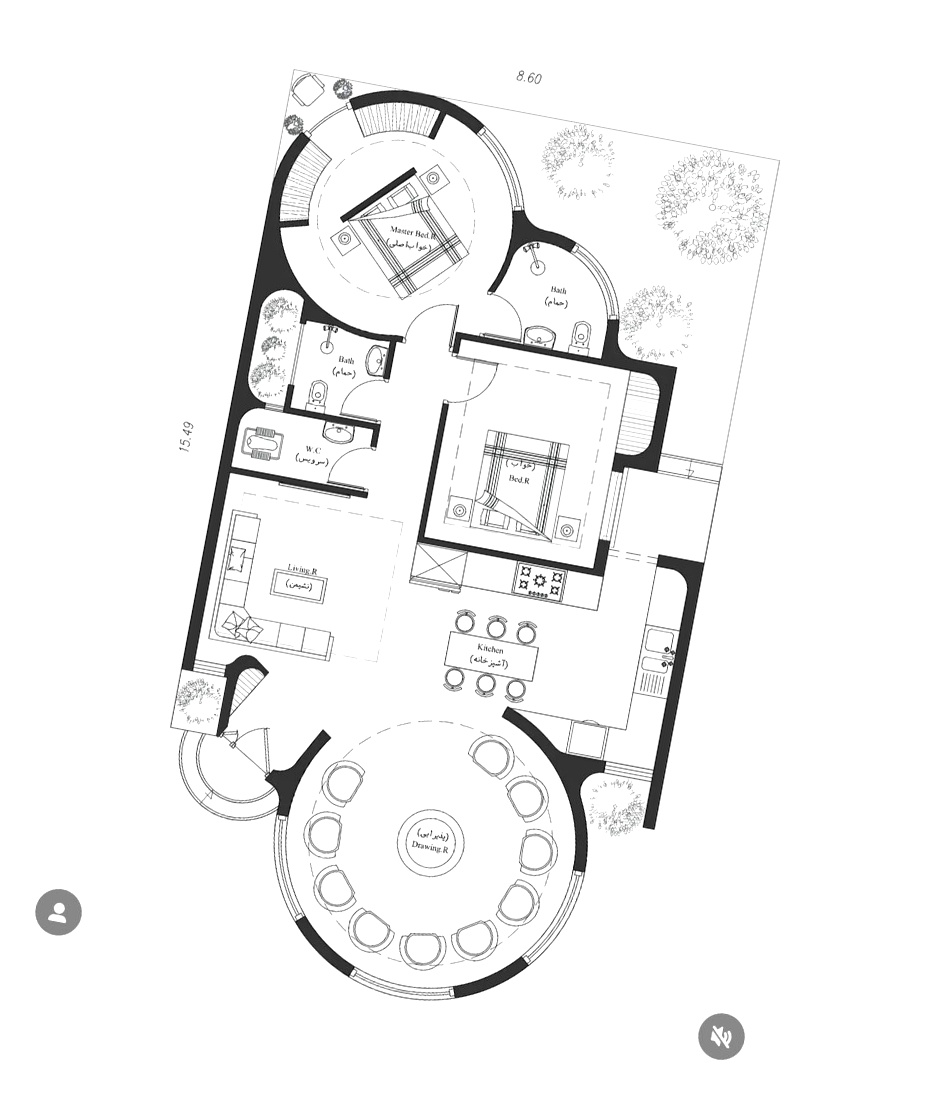 8.60
Master Bed.R
(خواب اصلی)
Bath
(حمام)
Bath
(حمام)
15.49
W.C
(سرویس)
(خواب)
Bed.R
Living.R
(نشیمن)
Kitchen
(آشپزخانه)
(پذیرایی)
Drawing.R